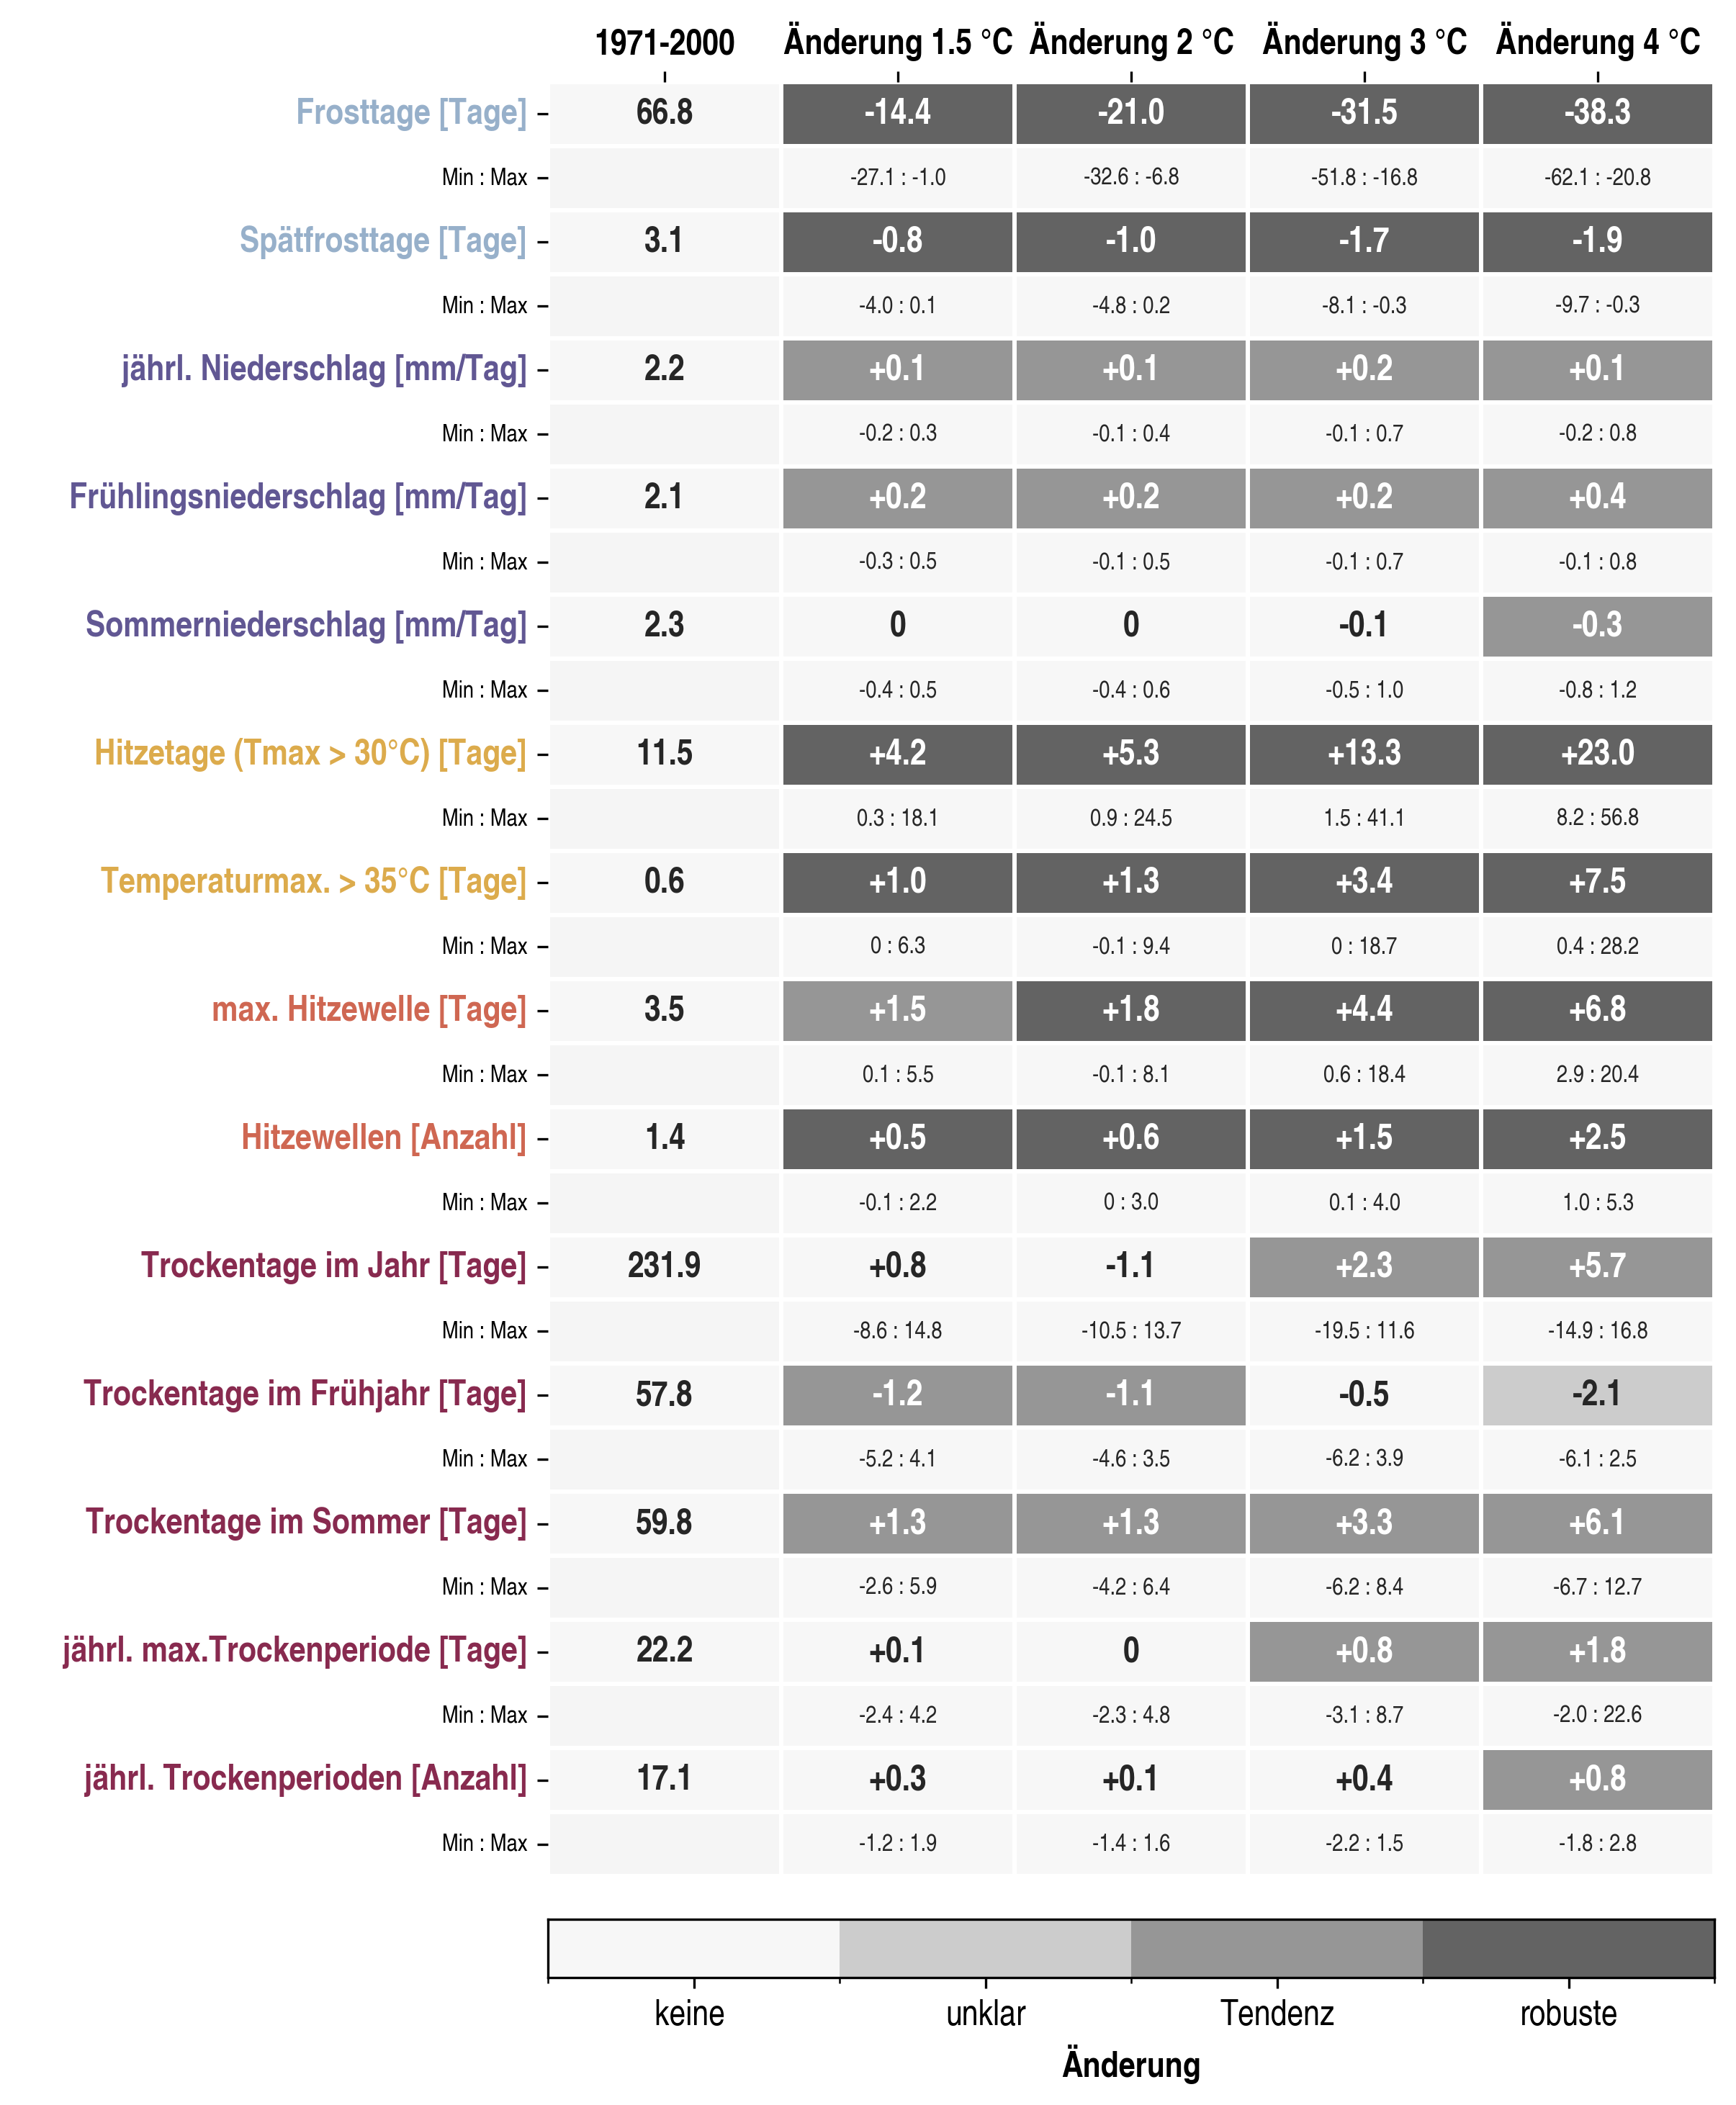 1971-2000 Änderung 1.5 °C Änderung 2 °C Änderung 3 °C Änderung 4 °C
Frosttage [Tage] 66.8 -14.4 -21.0 -31.5 -38.3
Min : Max -27.1 : -1.0 -32.6 : -6.8 -51.8 : -16.8 -62.1 : -20.8
Spätfrosttage [Tage] 3.1 -0.8 -1.0 -1.7 -1.9
Min : Max -4.0 : 0.1 -4.8 : 0.2 -8.1 : -0.3 -9.7 : -0.3
jährl. Niederschlag [mm/Tag] 2.2 +0.1 +0.1 +0.2 +0.1
Min : Max -0.2 : 0.3 -0.1 : 0.4 -0.1 : 0.7 -0.2 : 0.8
Frühlingsniederschlag [mm/Tag] 2.1 +0.2 +0.2 +0.2 +0.4
Min : Max -0.3 : 0.5 -0.1 : 0.5 -0.1 : 0.7 -0.1 : 0.8
Sommerniederschlag [mm/Tag] 2.3 0 0 -0.1 -0.3
Min : Max -0.4 : 0.5 -0.4 : 0.6 -0.5 : 1.0 -0.8 : 1.2
Hitzetage (Tmax > 30°C) [Tage] 11.5 +4.2 +5.3 +13.3 +23.0
Min : Max 0.3 : 18.1 0.9 : 24.5 1.5 : 41.1 8.2 : 56.8
Temperaturmax. > 35°C [Tage] 0.6 +1.0 +1.3 +3.4 +7.5
Min : Max 0 : 6.3 -0.1 : 9.4 0 : 18.7 0.4 : 28.2
max. Hitzewelle [Tage] 3.5 +1.5 +1.8 +4.4 +6.8
Min : Max 0.1 : 5.5 -0.1 : 8.1 0.6 : 18.4 2.9 : 20.4
Hitzewellen [Anzahl] 1.4 +0.5 +0.6 +1.5 +2.5
Min : Max -0.1 : 2.2 0 : 3.0 0.1 : 4.0 1.0 : 5.3
Trockentage im Jahr [Tage] 231.9 +0.8 -1.1 +2.3 +5.7
Min : Max -8.6 : 14.8 -10.5 : 13.7 -19.5 : 11.6 -14.9 : 16.8
Trockentage im Frühjahr [Tage] 57.8 -1.2 -1.1 -0.5 -2.1
Min : Max -5.2 : 4.1 -4.6 : 3.5 -6.2 : 3.9 -6.1 : 2.5
Trockentage im Sommer [Tage] 59.8 +1.3 +1.3 +3.3 +6.1
Min : Max -2.6 : 5.9 -4.2 : 6.4 -6.2 : 8.4 -6.7 : 12.7
jährl. max.Trockenperiode [Tage] 22.2 +0.1 0 +0.8 +1.8
Min : Max -2.4 : 4.2 -2.3 : 4.8 -3.1 : 8.7 -2.0 : 22.6
jährl. Trockenperioden [Anzahl] 17.1 +0.3 +0.1 +0.4 +0.8
Min : Max -1.2 : 1.9 -1.4 : 1.6 -2.2 : 1.5 -1.8 : 2.8
keine unklar Tendenz robuste
Änderung